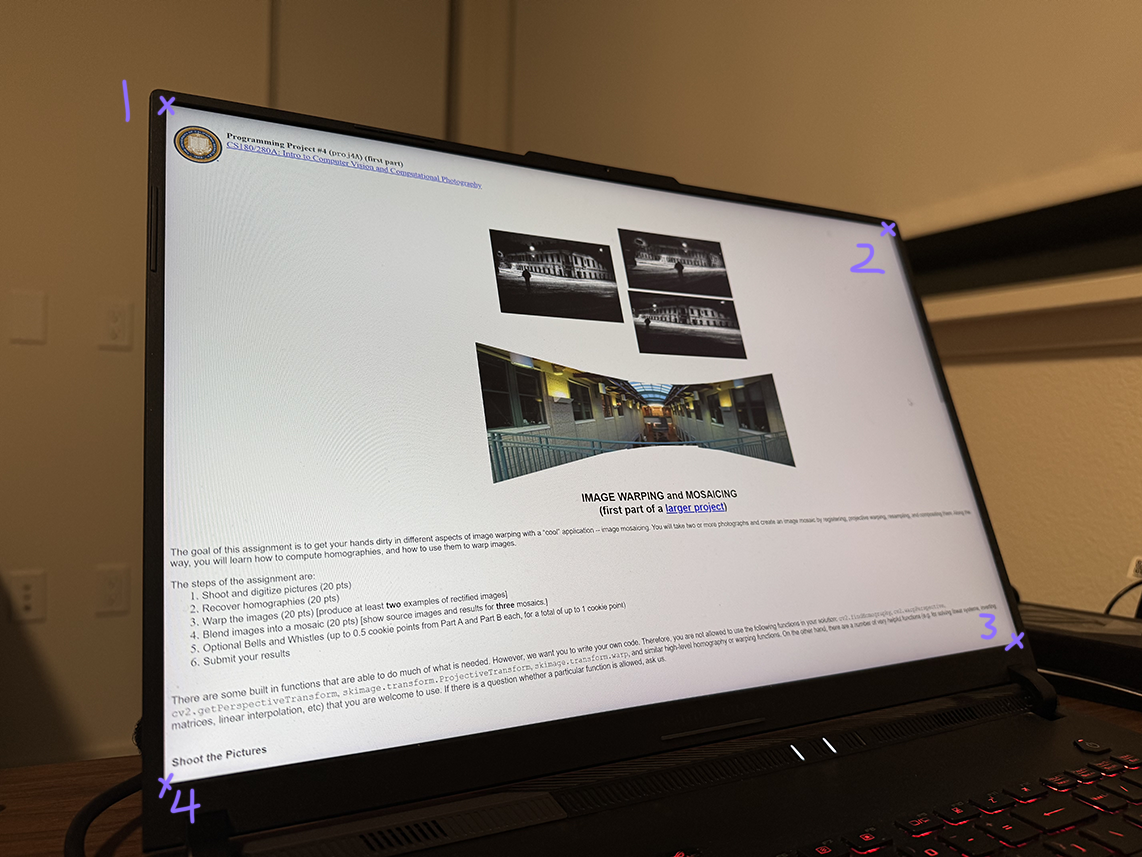 1
Programming Project #4 (proj4A) (first part)
CS180/280A: Intro to Computer Vision and Computational Photography
2
IMAGE WARPING and MOSAICING
(first part of a larger project)
The goal of this assignment is to get your hands dirty in different aspects of image warping with a "cool" application -- image mosaicing. You will take two or more photographs and create an image mosaic by registering, projective warping, resampling, and compositing them. Along the
way, you will learn how to compute homographies, and how to use them to warp images.
The steps of the assignment are:
1. Shoot and digitize pictures (20 pts)
2. Recover homographies (20 pts)
3. Warp the images (20 pts) [produce at least two examples of rectified images]
4. Blend images into a mosaic (20 pts) [show source images and results for three mosaics.]
5. Optional Bells and Whistles (up to 0.5 cookie points from Part A and Part B each, for a total of up to 1 cookie point)
6. Submit your results
3
There are some built in functions that are able to do much of what is needed. However, we want you to write your own code. Therefore, you are not allowed to use the following functions in your solution: cv2.findHomography, cv2.warpPerspective,
cv2.getPerspectiveTransform, skimage.transform.ProjectiveTransform, skimage.transform.warp, and similar high-level homography or warping functions. On the other hand, there are a number of very helpful functions (e.g. for solving linear systems, inverting
matrices, linear interpolation, etc) that you are welcome to use. If there is a question whether a particular function is allowed, ask us.
Shoot the Pictures
4